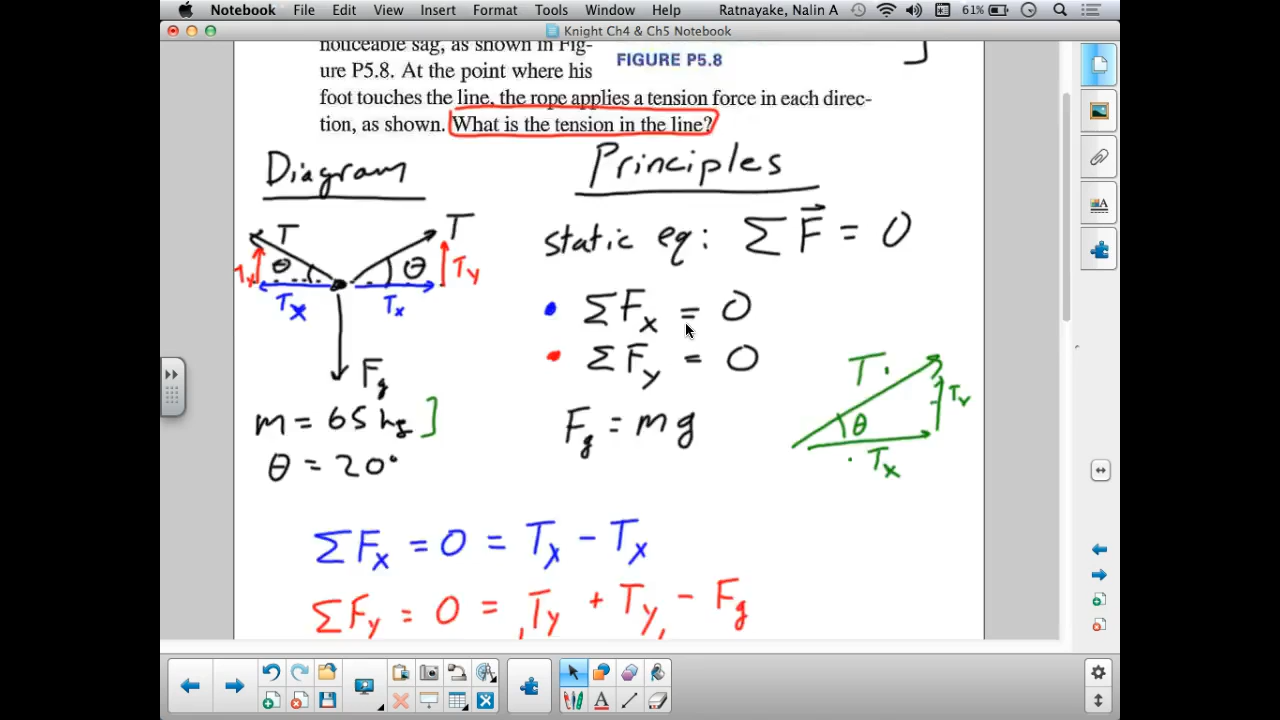 Notebook File Edit View Insert Format Tools Window Help Ratnayake, Nalin A 61%
Knight Ch4 & Ch5 Notebook
noticeable sag, as shown in Fig-
ure P5.8. At the point where his
FIGURE P5.8
foot touches the line, the rope applies a tension force in each direc-
tion, as shown. What is the tension in the line?
Diagram
Principles
T T
θ θ Ty
Tx Tx
Fg
m = 65 kg
θ = 20°
static eq: Σ F⃗ = 0
• ΣFx = 0
• ΣFy = 0
Fg = mg
T
θ Ty
Tx
ΣFx = 0 = Tx - Tx
ΣFy = 0 = Ty + Ty - Fg
A